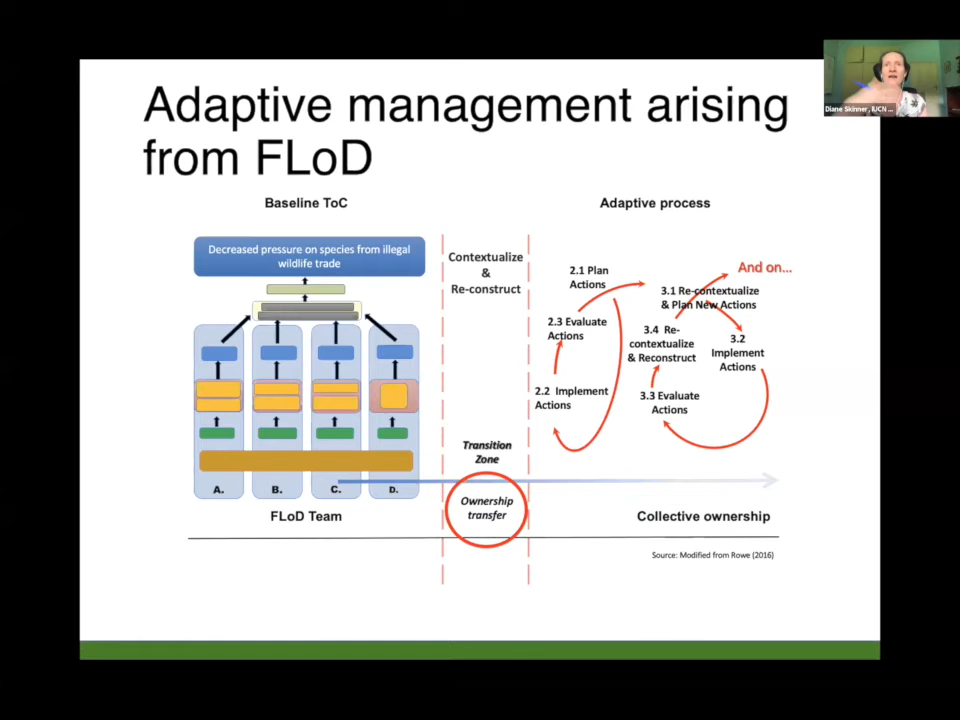 Adaptive management arising
from FLoD
Diane Skinner, IUCN ...
Baseline ToC
Adaptive process
Decreased pressure on species from illegal
wildlife trade
Contextualize
&
Re-construct
And on...
2.1 Plan
Actions
3.1 Re-contextualize
& Plan New Actions
2.3 Evaluate
Actions
3.4 Re-
contextualize
& Reconstruct
3.2
Implement
Actions
2.2 Implement
Actions
3.3 Evaluate
Actions
Transition
Zone
A.
B.
C.
D.
Ownership
transfer
FLoD Team
Collective ownership
Source: Modified from Rowe (2016)